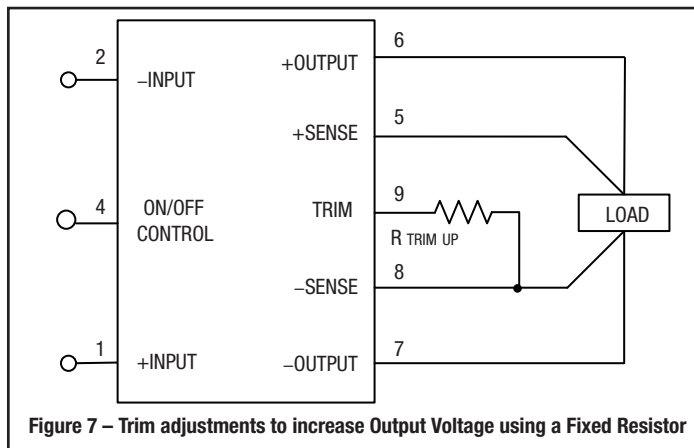 2
–INPUT
4
ON/OFF
CONTROL
1
+INPUT
+OUTPUT
6
+SENSE
5
TRIM
9
R TRIM UP
–SENSE
8
–OUTPUT
7
LOAD
Figure 7 – Trim adjustments to increase Output Voltage using a Fixed Resistor